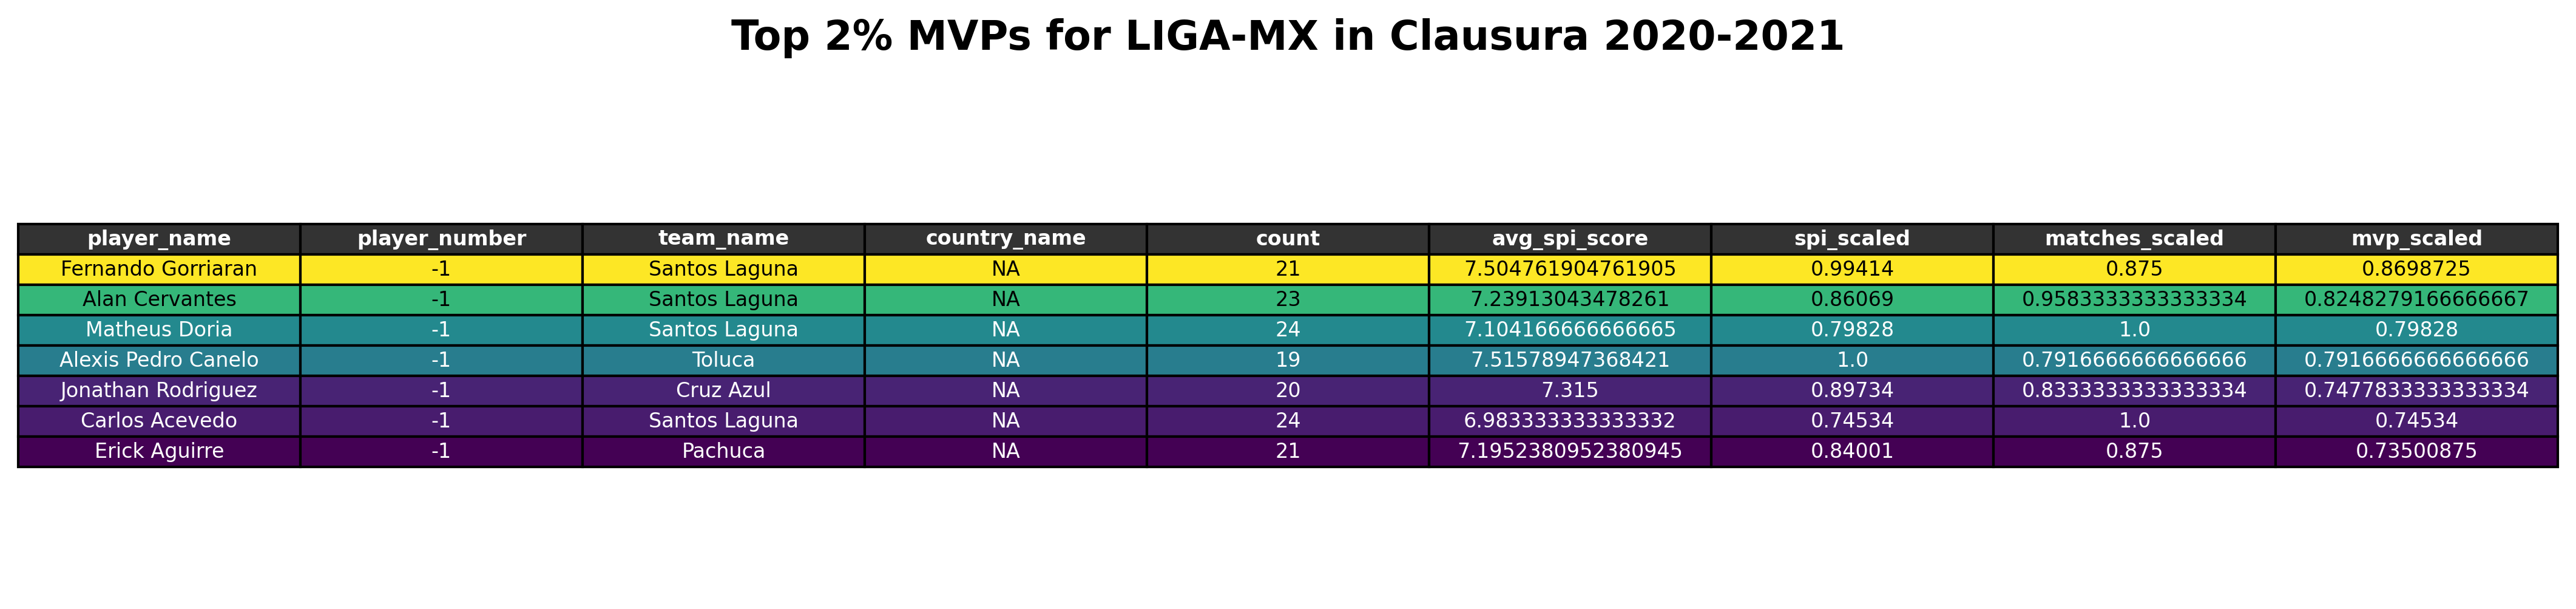 Top 2% MVPs for LIGA-MX in Clausura 2020-2021
player_name player_number team_name country_name count avg_spi_score spi_scaled matches_scaled mvp_scaled
Fernando Gorriaran -1 Santos Laguna NA 21 7.504761904761905 0.99414 0.875 0.8698725
Alan Cervantes -1 Santos Laguna NA 23 7.23913043478261 0.86069 0.9583333333333334 0.8248279166666667
Matheus Doria -1 Santos Laguna NA 24 7.104166666666665 0.79828 1.0 0.79828
Alexis Pedro Canelo -1 Toluca NA 19 7.51578947368421 1.0 0.7916666666666666 0.7916666666666666
Jonathan Rodriguez -1 Cruz Azul NA 20 7.315 0.89734 0.8333333333333334 0.7477833333333334
Carlos Acevedo -1 Santos Laguna NA 24 6.983333333333332 0.74534 1.0 0.74534
Erick Aguirre -1 Pachuca NA 21 7.1952380952380945 0.84001 0.875 0.73500875